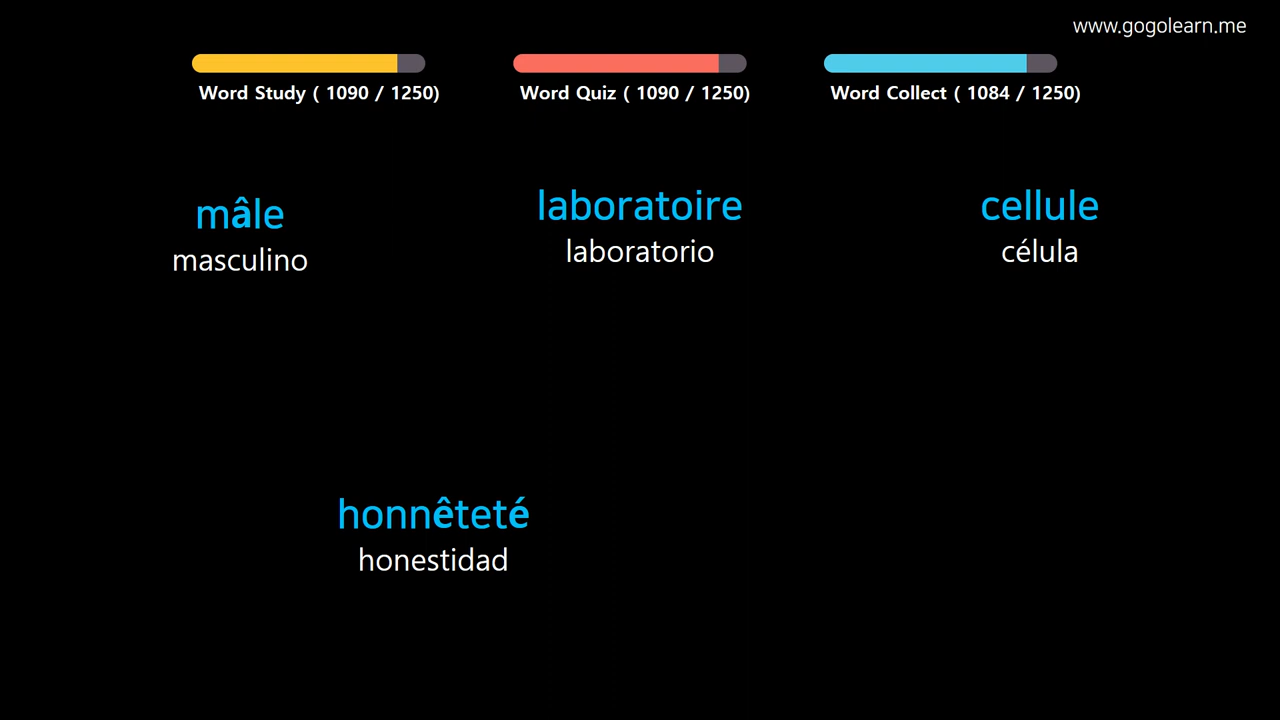 www.gogolearn.me
Word Study ( 1090 / 1250)
Word Quiz ( 1090 / 1250)
Word Collect ( 1084 / 1250)
mâle
masculino
laboratoire
laboratorio
cellule
célula
honnêteté
honestidad